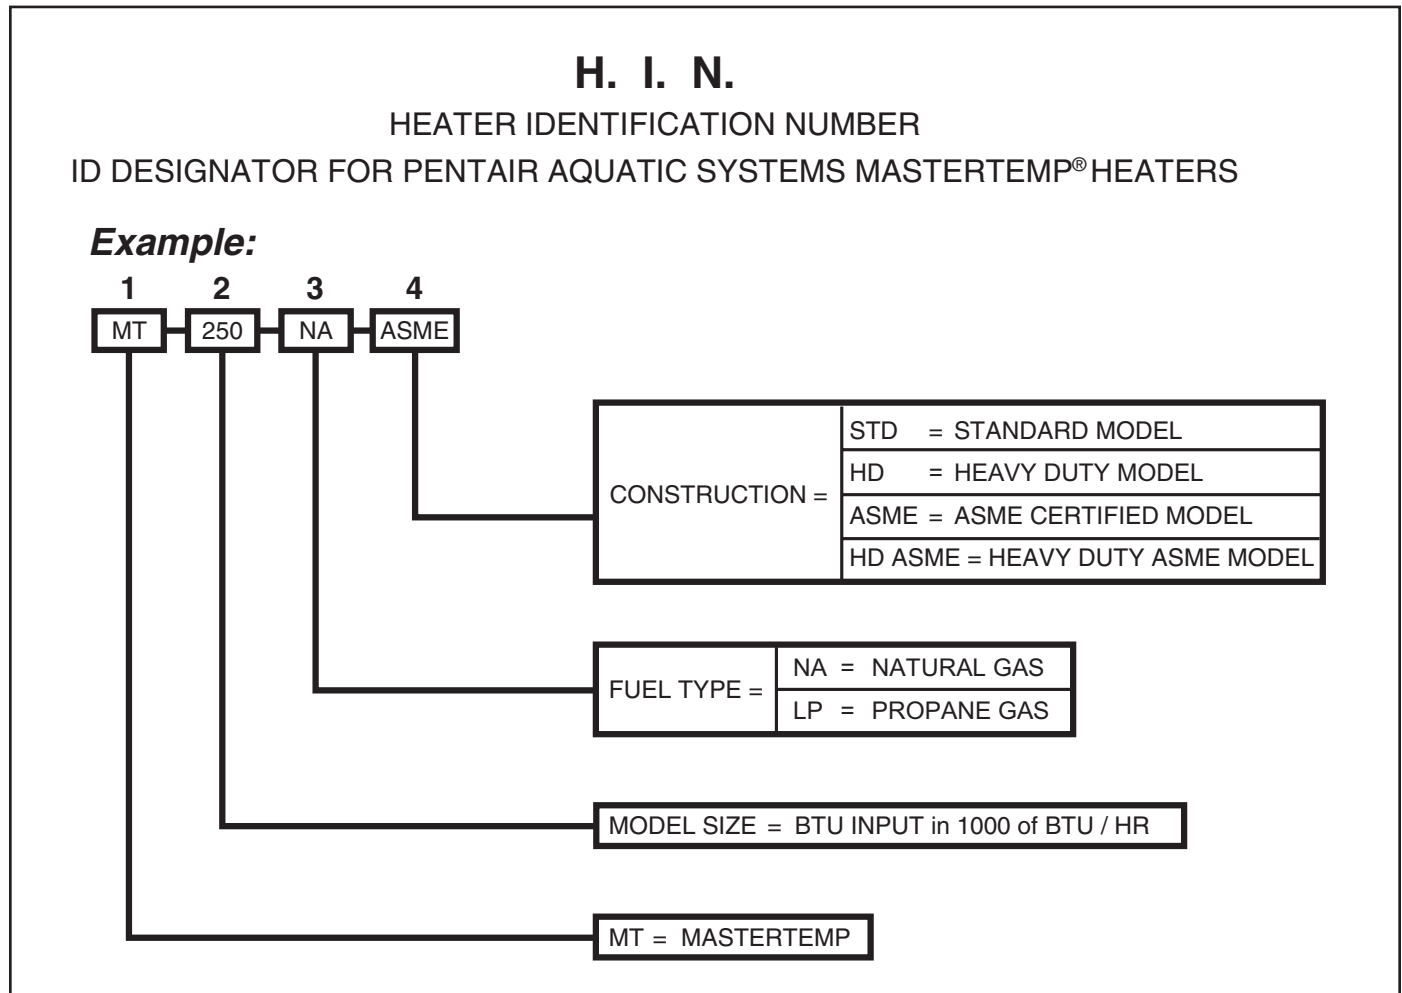 H. I. N.
HEATER IDENTIFICATION NUMBER
ID DESIGNATOR FOR PENTAIR AQUATIC SYSTEMS MASTERTEMP® HEATERS
Example:
1 2 3 4
MT 250 NA ASME
CONSTRUCTION =
STD = STANDARD MODEL
HD = HEAVY DUTY MODEL
ASME = ASME CERTIFIED MODEL
HD ASME = HEAVY DUTY ASME MODEL
FUEL TYPE =
NA = NATURAL GAS
LP = PROPANE GAS
MODEL SIZE = BTU INPUT in 1000 of BTU / HR
MT = MASTERTEMP